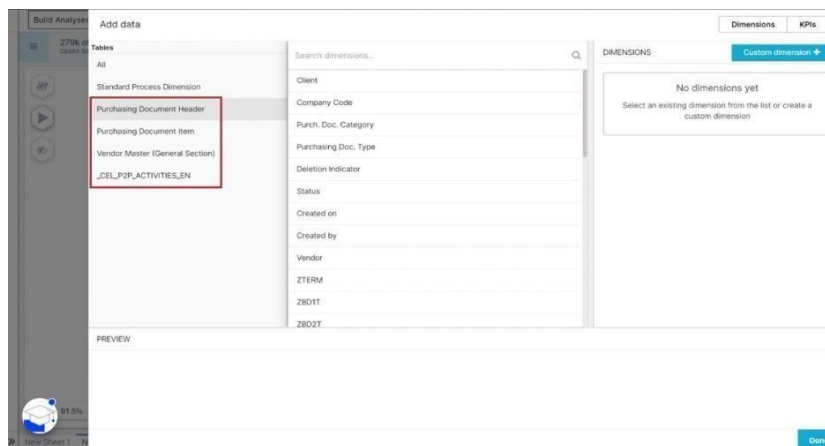 Build Analyses
Add data
Dimensions
KPIs
279k
cases
Tables
All
Standard Process Dimension
Purchasing Document Header
Purchasing Document Item
Vendor Master (General Section)
_CEL_P2P_ACTIVITIES_EN
Search dimensions..
Client
Company Code
Purch. Doc. Category
Purchasing Doc. Type
Deletion Indicator
Status
Created on
Created by
Vendor
ZTERM
ZBD1T
ZBD2T
DIMENSIONS
Custom dimension +
No dimensions yet
Select an existing dimension from the list or create a
custom dimension
PREVIEW
91.5%
New Sheet 1
Done